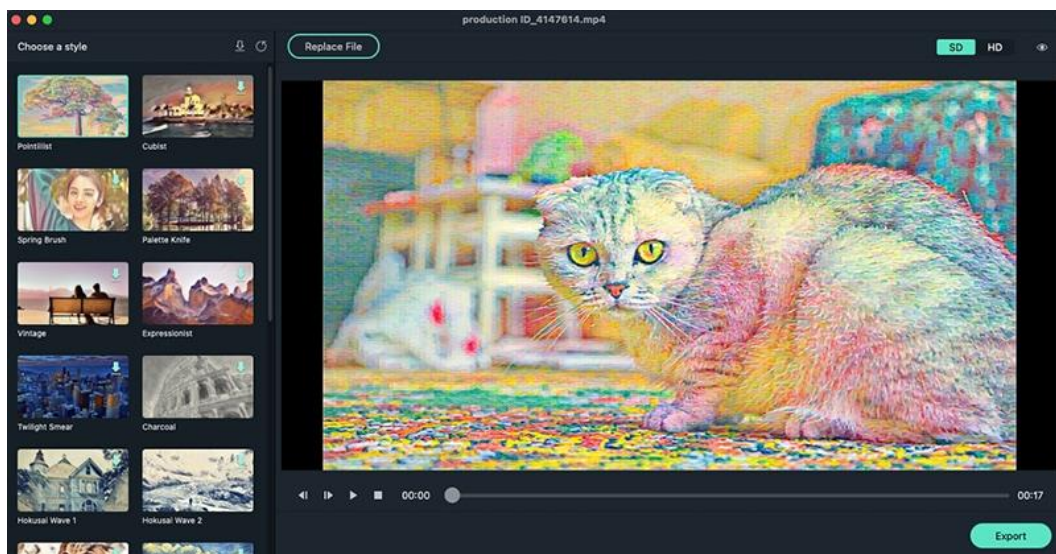 production ID_4147614.mp4
Choose a style
Replace File
SD
HD
Pointillist
Cubist
Spring Brush
Palette Knife
Vintage
Expressionist
Twilight Smear
Charcoal
Hokusai Wave 1
Hokusai Wave 2
00:00
00:17
Export